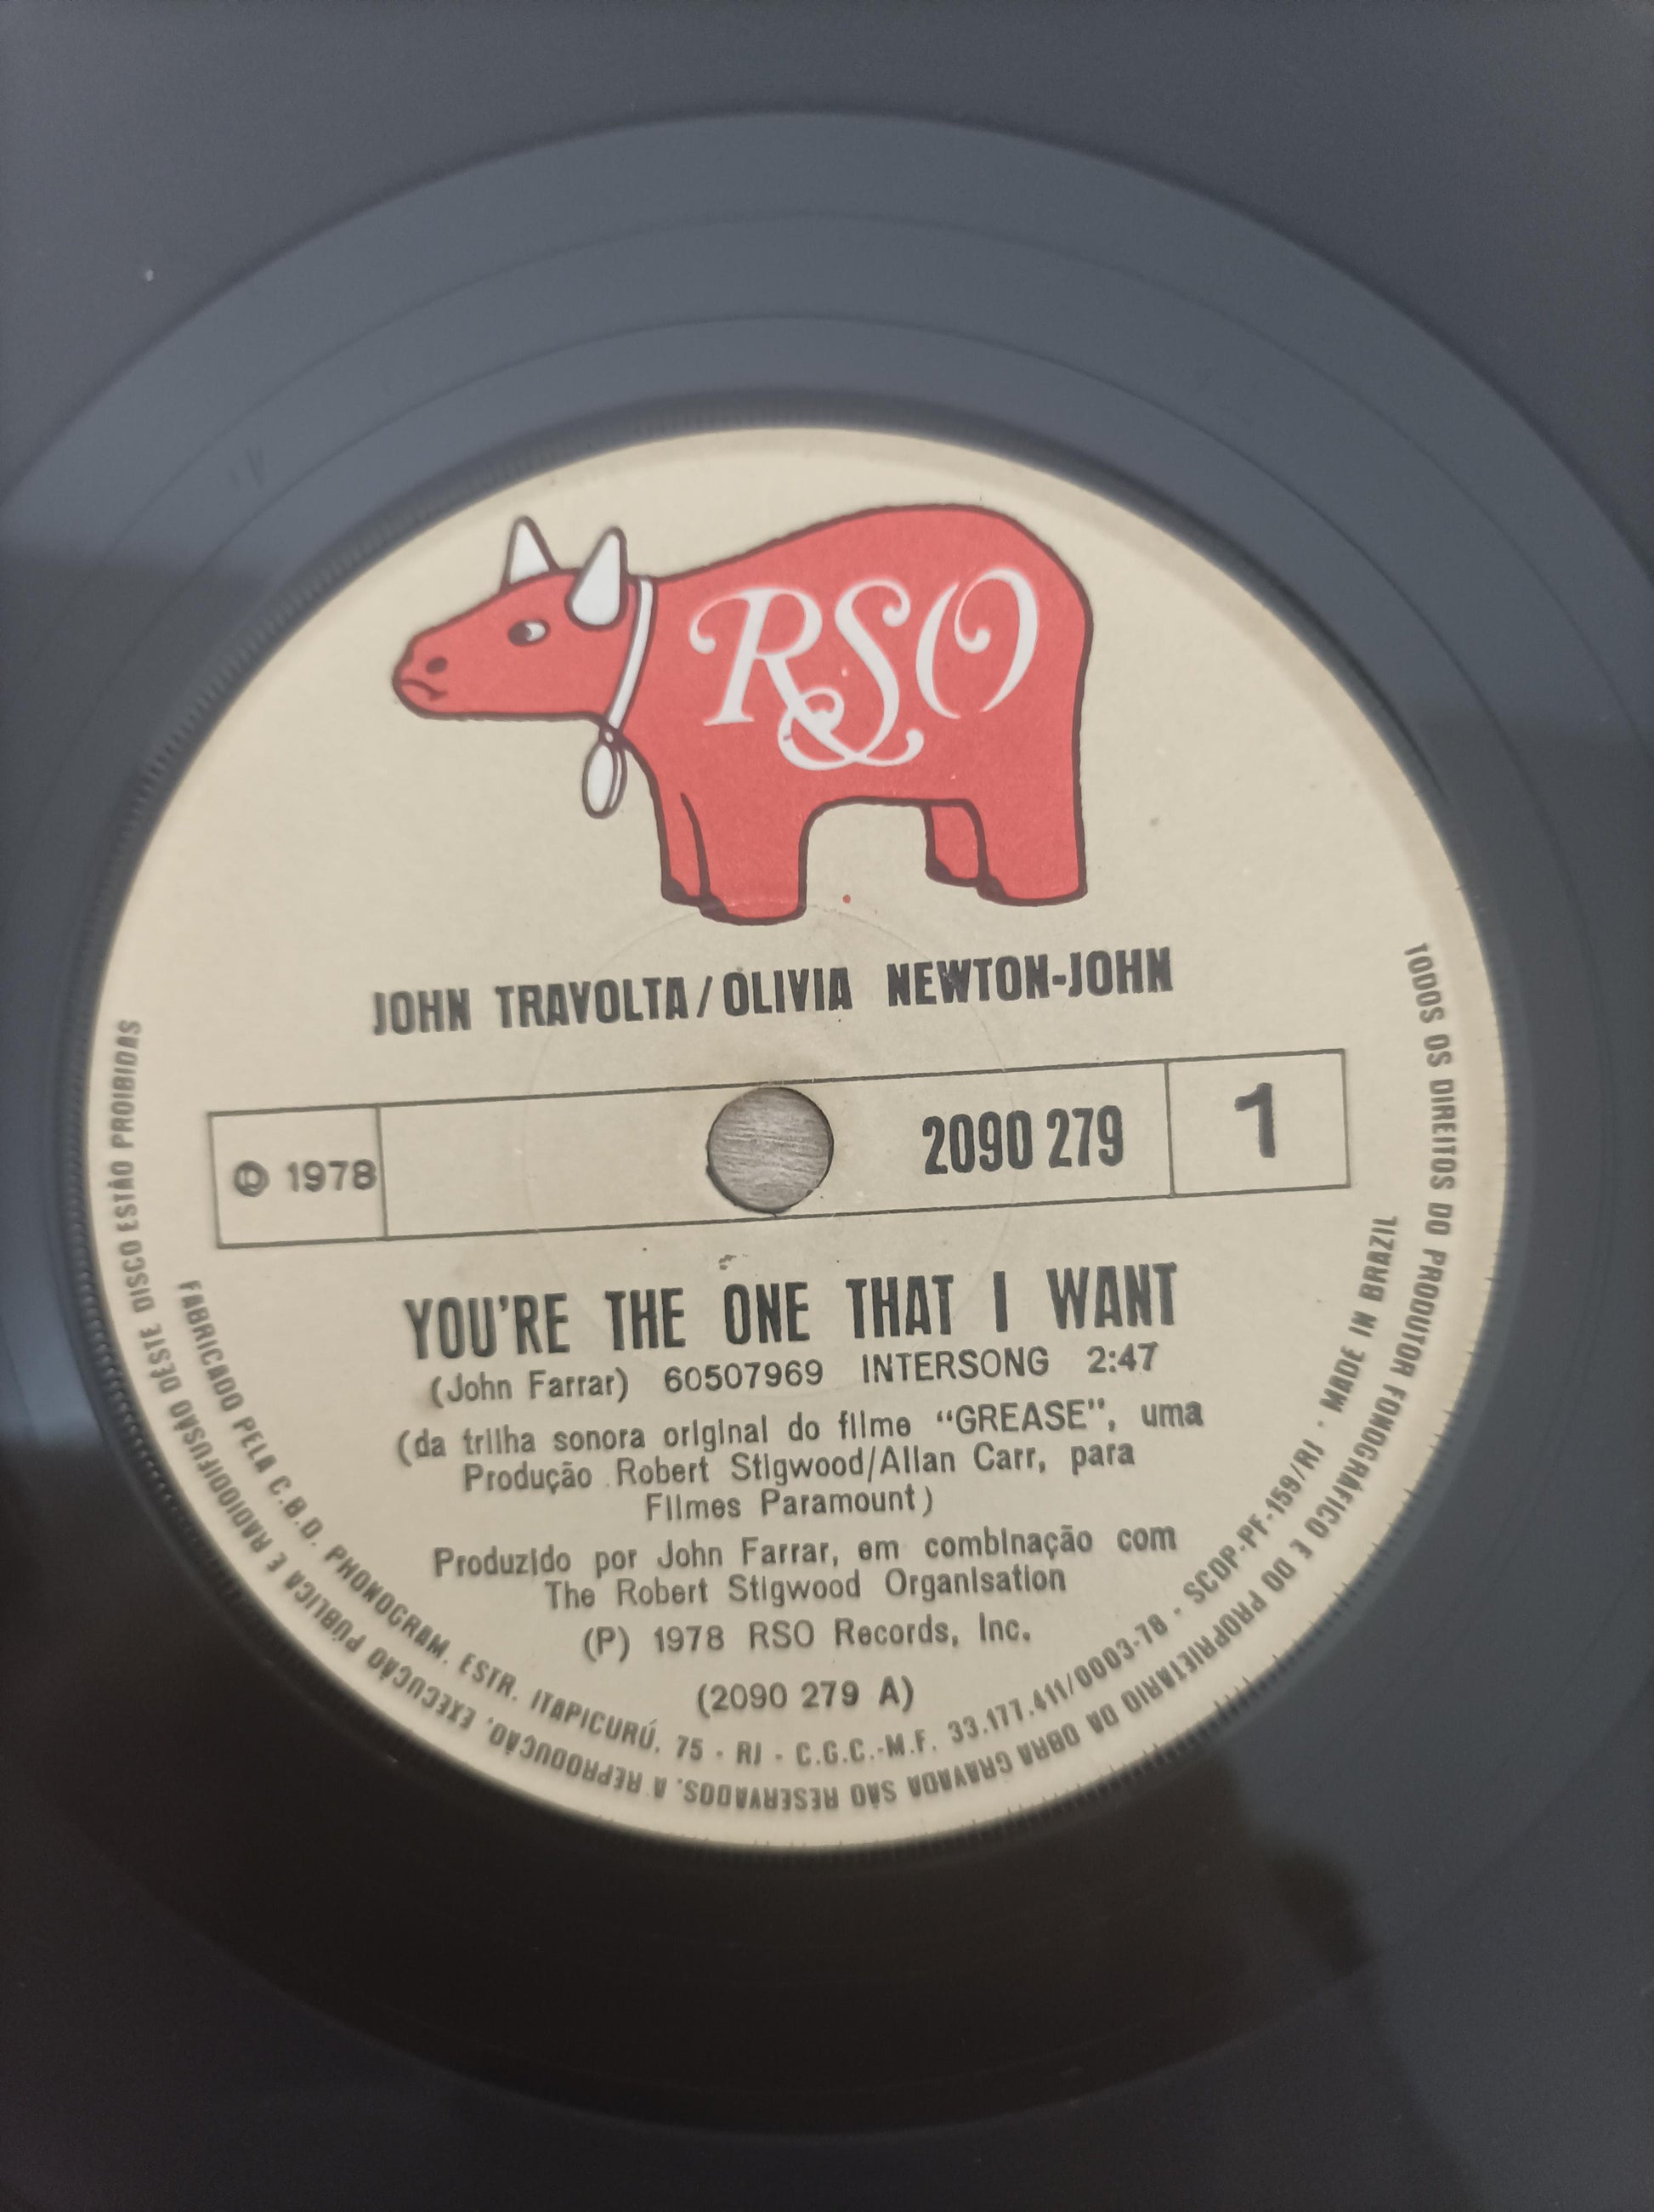 RSO
JOHN TRAVOLTA/OLIVIA NEWTON-JOHN
Ⓟ 1978
2090 279
1
YOU'RE THE ONE THAT I WANT
(John Farrar) 60507969 INTERSONG 2:47
(da trilha sonora original do filme "GREASE", uma
Produção Robert Stigwood/Allan Carr, para
Filmes Paramount)
Produzido por John Farrar, em combinação com
The Robert Stigwood Organisation
(P) 1978 RSO Records, Inc.
(2090 279 A)
FABRICADO PELA C.B.D. PHONOGRAM. ESTR. ITAPICURÚ, 75 - RJ - C.G.C.-M.F. 33.177.411/0003-78 - SCDP-PF-159/RJ - MADE IN BRAZIL
TODOS OS DIREITOS DO PRODUTOR FONOGRÁFICO E DO PROPRIETARIO DA OBRA GRAVADA SÃO RESERVADOS. A REPRODUÇÃO, EXECUÇÃO PÚBLICA E RADIODIFUSÃO DÊSTE DISCO ESTÃO PROIBIDAS